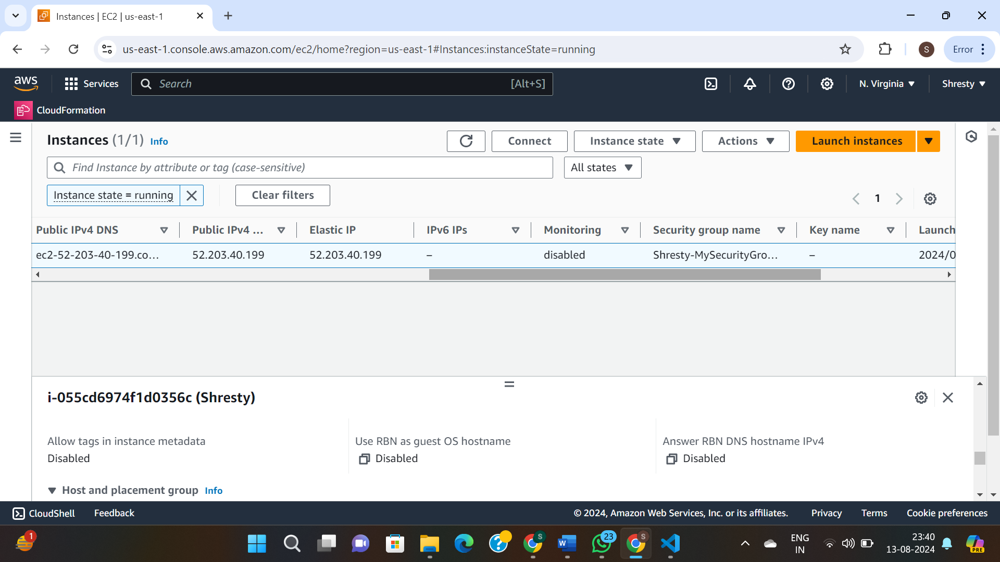 Instances | EC2 | us-east-1
us-east-1.console.aws.amazon.com/ec2/home?region=us-east-1#Instances:instanceState=running
S
Error
aws
Services
Search
[Alt+S]
N. Virginia
Shresty
CloudFormation
Instances (1/1) Info
Connect
Instance state
Actions
Launch instances
Find Instance by attribute or tag (case-sensitive)
All states
Instance state = running
Clear filters
1
Public IPv4 DNS
Public IPv4 ...
Elastic IP
IPv6 IPs
Monitoring
Security group name
Key name
Launch
ec2-52-203-40-199.co...
52.203.40.199
52.203.40.199
–
disabled
Shresty-MySecurityGro...
–
2024/0
i-055cd6974f1d0356c (Shresty)
Allow tags in instance metadata
Disabled
Use RBN as guest OS hostname
Disabled
Answer RBN DNS hostname IPv4
Disabled
Host and placement group Info
CloudShell
Feedback
© 2024, Amazon Web Services, Inc. or its affiliates.
Privacy
Terms
Cookie preferences
1
S
W
23
S
ENG
IN
23:40
13-08-2024
PRE